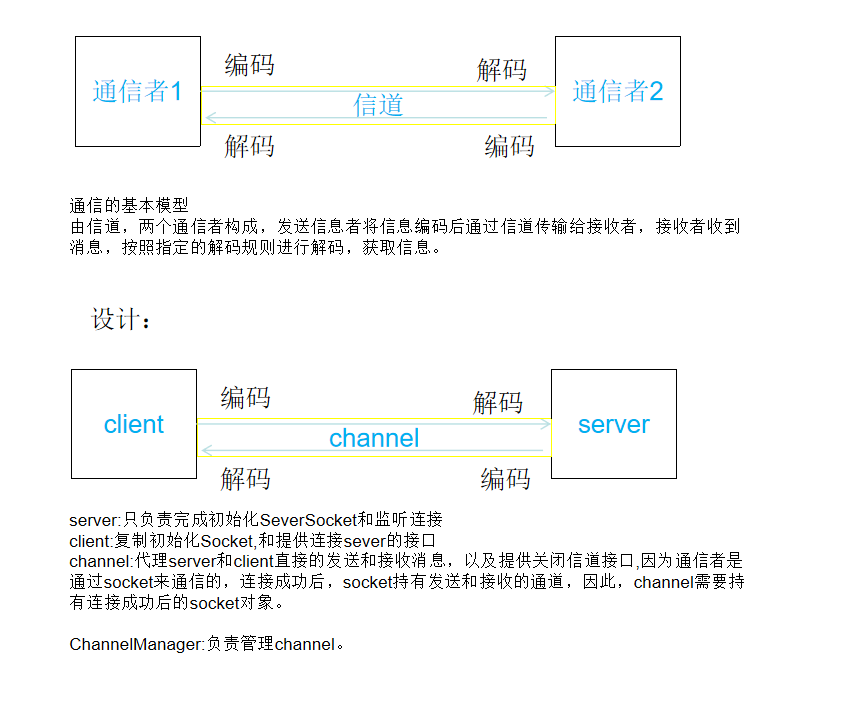 编码
解码
通信者1
信道
通信者2
解码
编码
通信的基本模型
由信道，两个通信者构成，发送信息者将信息编码后通过信道传输给接收者，接收者收到
消息，按照指定的解码规则进行解码，获取信息。
设计：
编码
解码
client
channel
server
解码
编码
server:只负责完成初始化SeverSocket和监听连接
client:复制初始化Socket,和提供连接sever的接口
channel:代理server和client直接的发送和接收消息，以及提供关闭信道接口,因为通信者是
通过socket来通信的，连接成功后，socket持有发送和接收的通道，因此，channel需要持
有连接成功后的socket对象。
ChannelManager:负责管理channel。